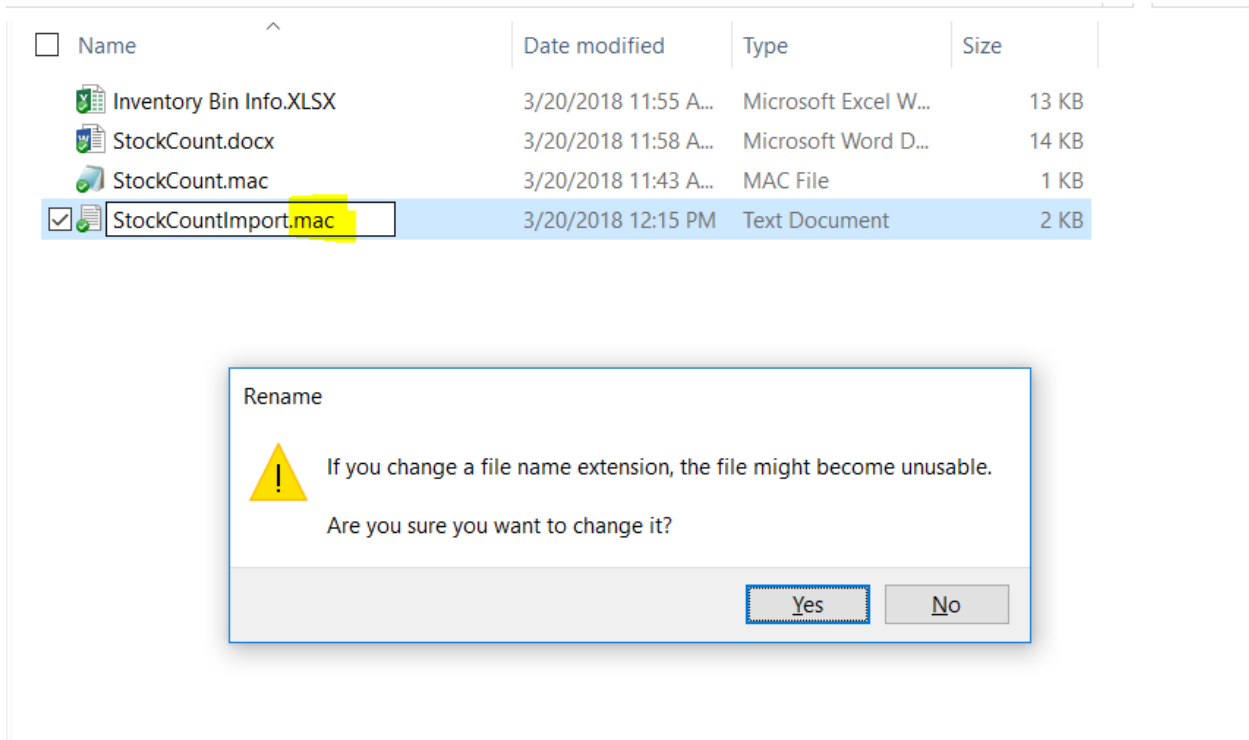 Name Date modified Type Size
Inventory Bin Info.XLSX 3/20/2018 11:55 A... Microsoft Excel W... 13 KB
StockCount.docx 3/20/2018 11:58 A... Microsoft Word D... 14 KB
StockCount.mac 3/20/2018 11:43 A... MAC File 1 KB
StockCountImport.mac 3/20/2018 12:15 PM Text Document 2 KB
Rename
If you change a file name extension, the file might become unusable.
Are you sure you want to change it?
Yes No